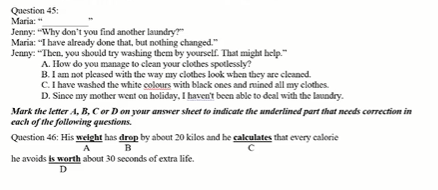 Question 45:
Maria: “____________”
Jenny: “Why don't you find another laundry?”
Maria: “I have already done that, but nothing changed.”
Jenny: “Then, you should try washing them by yourself. That might help.”
A. How do you manage to clean your clothes spotlessly?
B. I am not pleased with the way my clothes look when they are cleaned.
C. I have washed the white colours with black ones and ruined all my clothes.
D. Since my mother went on holiday, I haven't been able to deal with the laundry.
Mark the letter A, B, C or D on your answer sheet to indicate the underlined part that needs correction in
each of the following questions.
Question 46: His weight has drop by about 20 kilos and he calculates that every calorie
A B C
he avoids is worth about 30 seconds of extra life.
D